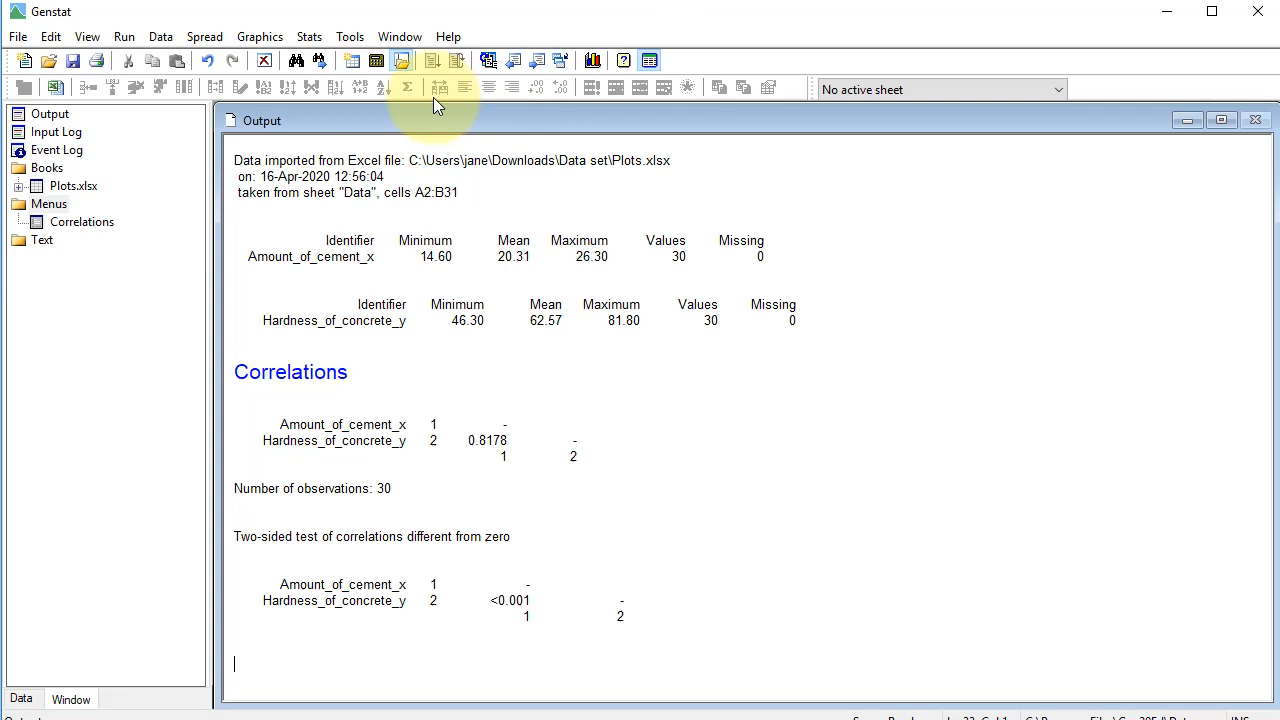 Genstat
File Edit View Run Data Spread Graphics Stats Tools Window Help
No active sheet
Output
Input Log
Event Log
Books
Plots.xlsx
Menus
Correlations
Text
Data Window
Output
Data imported from Excel file: C:\Users\jane\Downloads\Data set\Plots.xlsx
on: 16-Apr-2020 12:56:04
taken from sheet "Data", cells A2:B31
Identifier Minimum Mean Maximum Values Missing
Amount_of_cement_x 14.60 20.31 26.30 30 0
Identifier Minimum Mean Maximum Values Missing
Hardness_of_concrete_y 46.30 62.57 81.80 30 0
Correlations
Amount_of_cement_x 1 -
Hardness_of_concrete_y 2 0.8178 -
1 2
Number of observations: 30
Two-sided test of correlations different from zero
Amount_of_cement_x 1 -
Hardness_of_concrete_y 2 <0.001 -
1 2